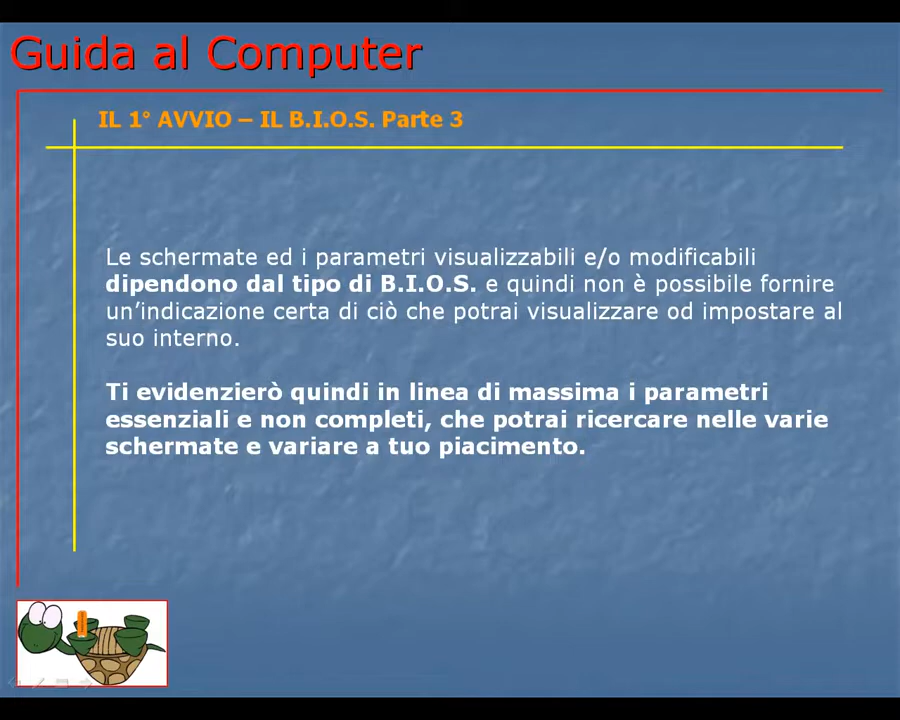 Guida al Computer
IL 1° AVVIO – IL B.I.O.S. Parte 3
Le schermate ed i parametri visualizzabili e/o modificabili
dipendono dal tipo di B.I.O.S. e quindi non è possibile fornire
un’indicazione certa di ciò che potrai visualizzare od impostare al
suo interno.
Ti evidenzierò quindi in linea di massima i parametri
essenziali e non completi, che potrai ricercare nelle varie
schermate e variare a tuo piacimento.